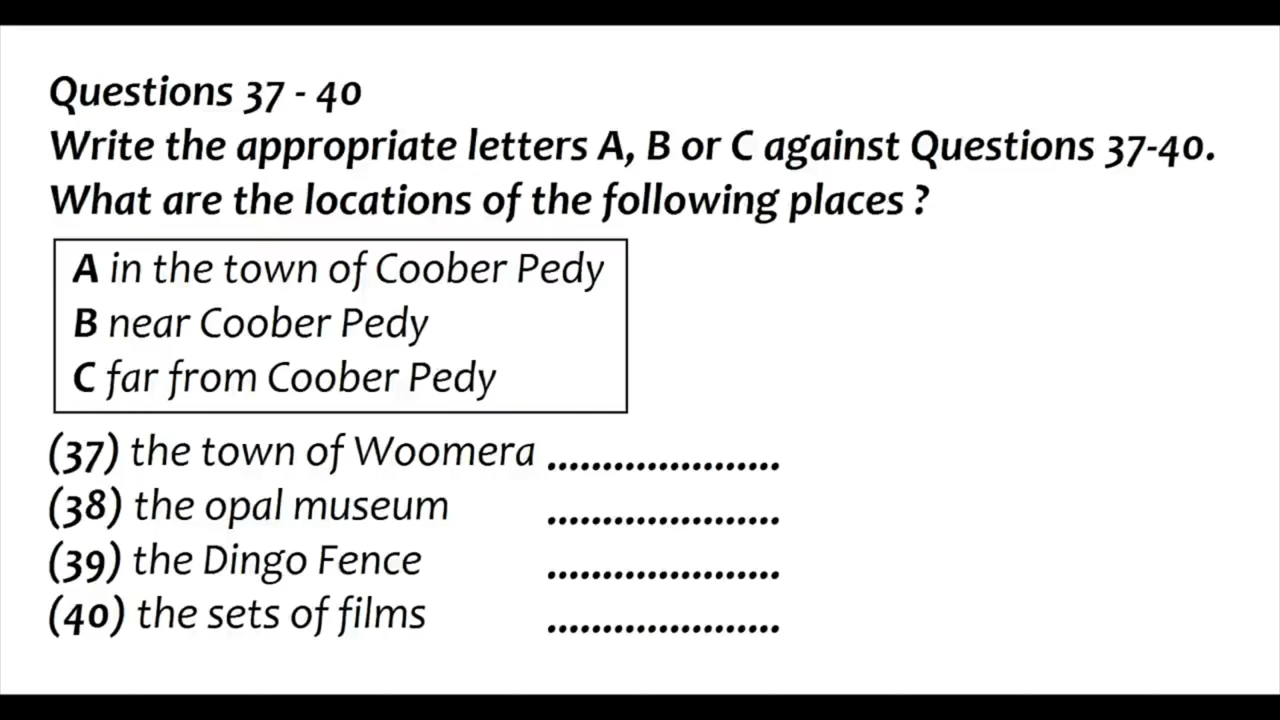 Questions 37 - 40
Write the appropriate letters A, B or C against Questions 37-40.
What are the locations of the following places ?
A in the town of Coober Pedy
B near Coober Pedy
C far from Coober Pedy
(37) the town of Woomera .....................
(38) the opal museum .....................
(39) the Dingo Fence .....................
(40) the sets of films .....................